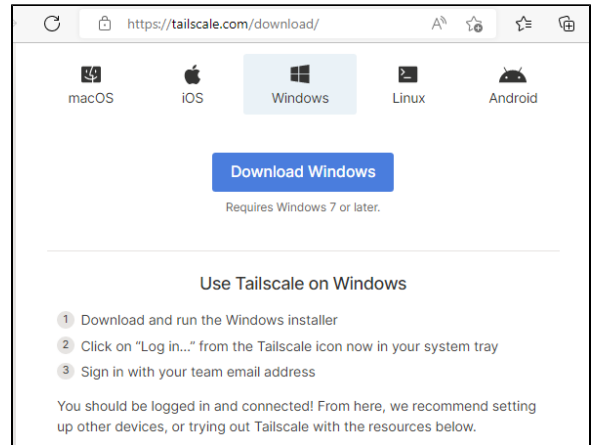 https://tailscale.com/download/
macOS iOS Windows Linux Android
Download Windows
Requires Windows 7 or later.
Use Tailscale on Windows
1 Download and run the Windows installer
2 Click on “Log in...” from the Tailscale icon now in your system tray
3 Sign in with your team email address
You should be logged in and connected! From here, we recommend setting
up other devices, or trying out Tailscale with the resources below.